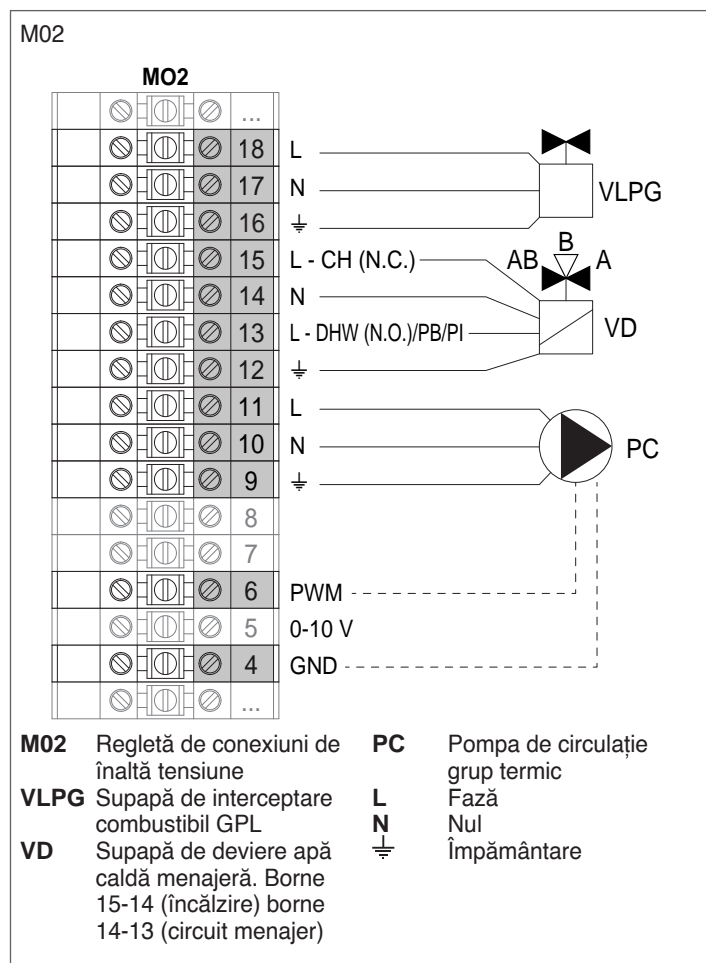 M02
MO2
...
18 L
17 N VLPG
16 ⏚
15 L - CH (N.C.) AB B A
14 N
13 L - DHW (N.O.)/PB/PI VD
12 ⏚
11 L
10 N PC
9 ⏚
8
7
6 PWM
5 0-10 V
4 GND
...
M02 Regletă de conexiuni de
înaltă tensiune
VLPG Supapă de interceptare
combustibil GPL
VD Supapă de deviere apă
caldă menajeră. Borne
15-14 (încălzire) borne
14-13 (circuit menajer)
PC Pompa de circulație
grup termic
L Fază
N Nul
⏚ Împământare